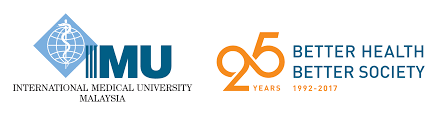 IMU
INTERNATIONAL MEDICAL UNIVERSITY
MALAYSIA
25
YEARS
BETTER HEALTH
BETTER SOCIETY
1992-2017